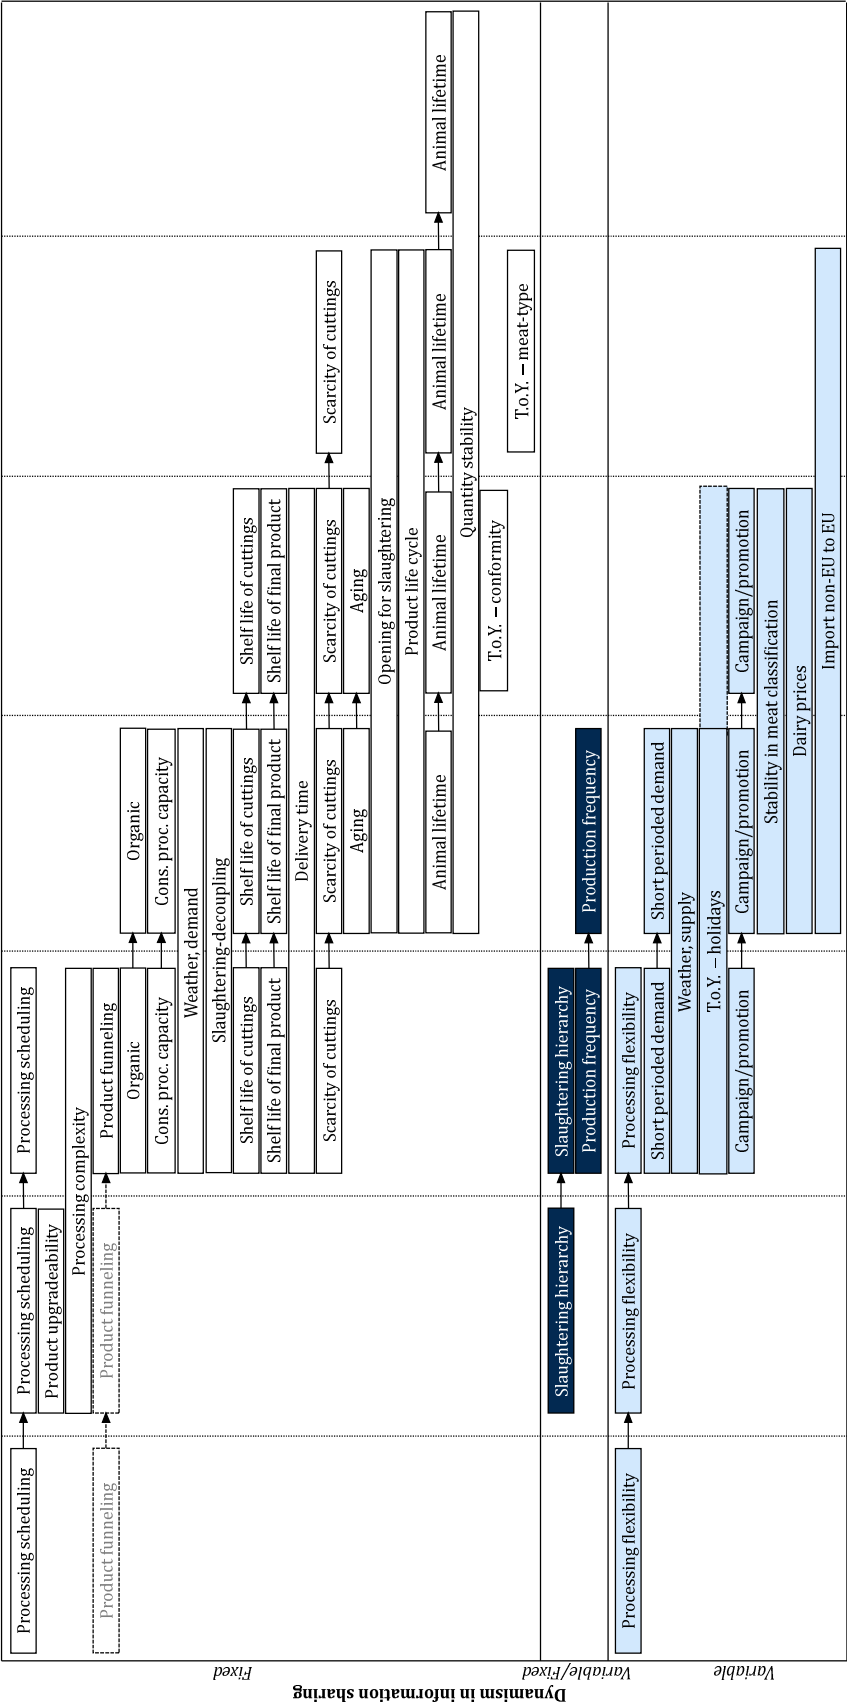 Dynamism in information sharing
Fixed
Processing scheduling
Processing scheduling
Processing scheduling
Product upgradeability
Processing complexity
Product funneling
Product funneling
Product funneling
Organic
Organic
Cons. proc. capacity
Cons. proc. capacity
Weather, demand
Slaughtering-decoupling
Shelf life of cuttings
Shelf life of cuttings
Shelf life of cuttings
Shelf life of final product
Shelf life of final product
Shelf life of final product
Delivery time
Scarcity of cuttings
Scarcity of cuttings
Scarcity of cuttings
Scarcity of cuttings
Aging
Aging
Opening for slaughtering
Product life cycle
Animal lifetime
Animal lifetime
Animal lifetime
Animal lifetime
Quantity stability
T.o.Y. – conformity
T.o.Y. – meat-type
Variable/Fixed
Slaughtering hierarchy
Slaughtering hierarchy
Production frequency
Production frequency
Variable
Processing flexibility
Processing flexibility
Processing flexibility
Short perioded demand
Short perioded demand
Weather, supply
T.o.Y. – holidays
Campaign/promotion
Campaign/promotion
Campaign/promotion
Stability in meat classification
Dairy prices
Import non-EU to EU